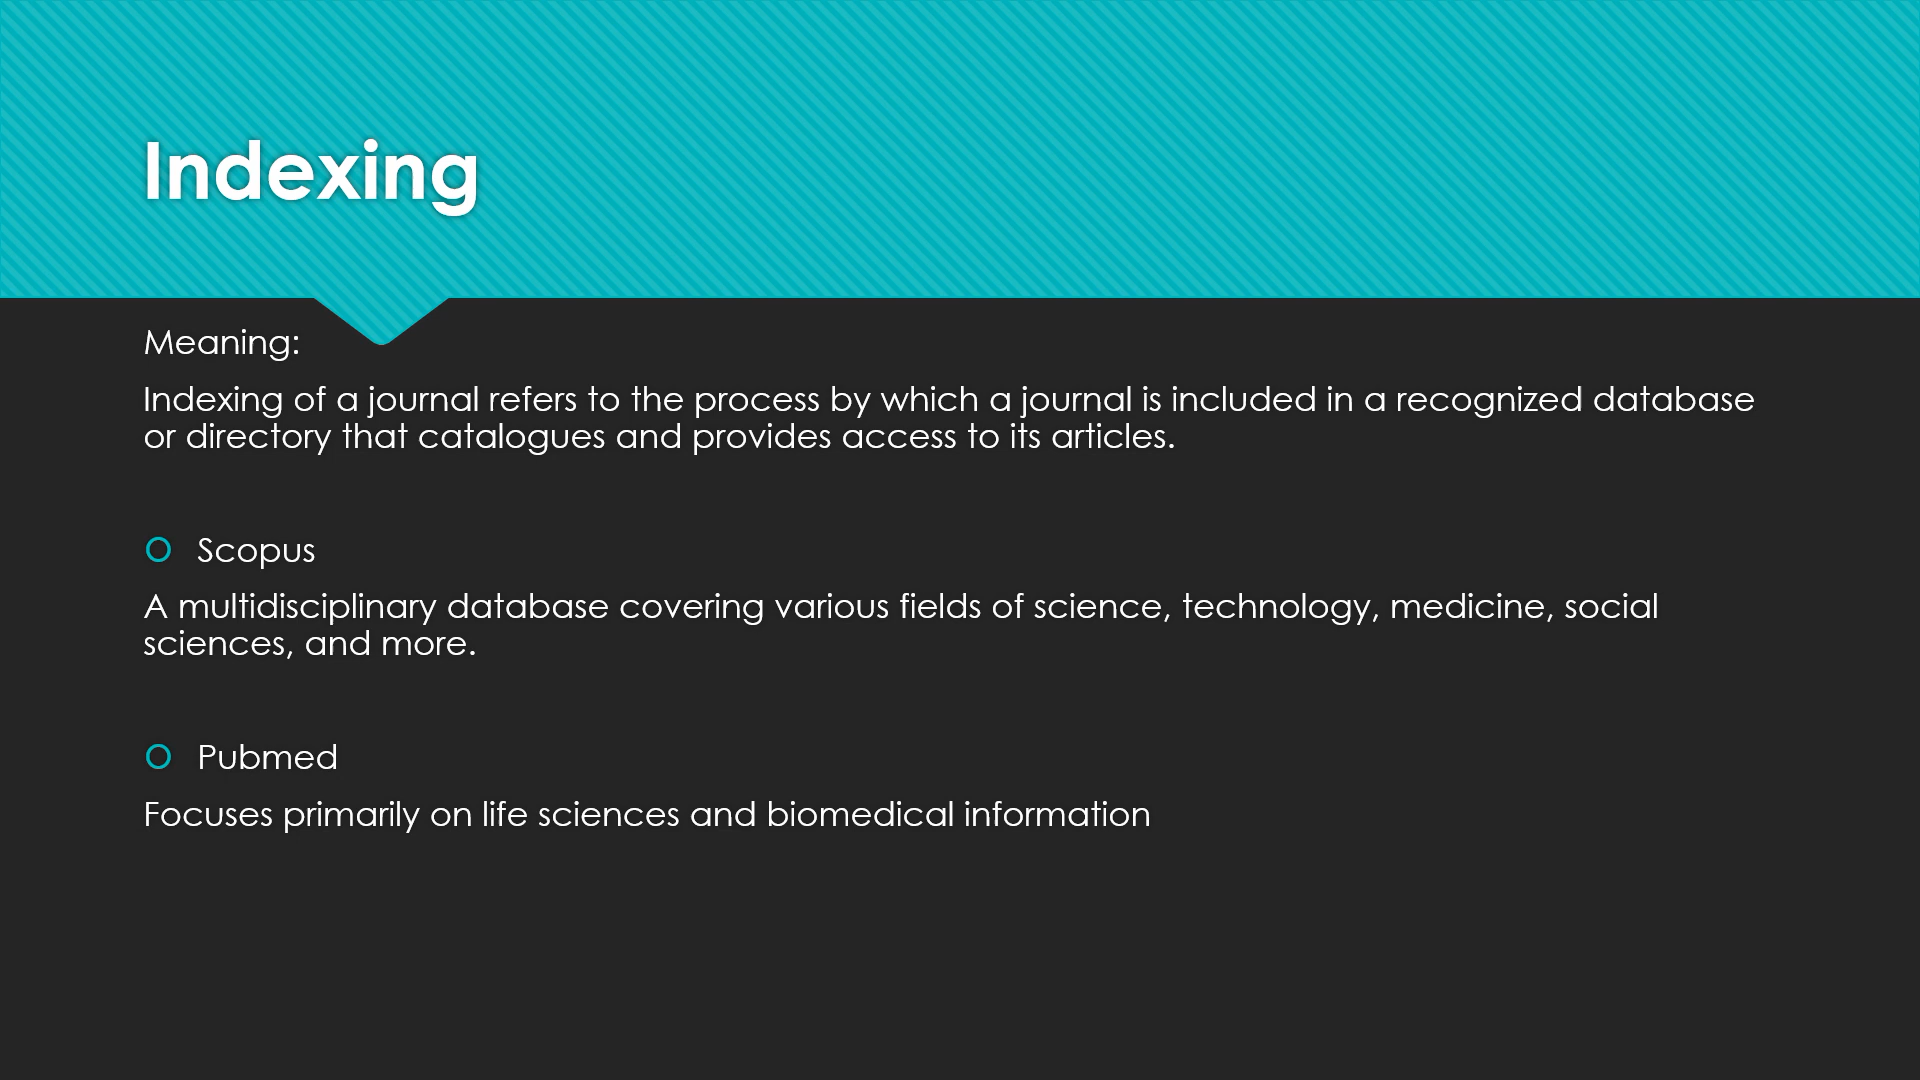 Indexing
Meaning:
Indexing of a journal refers to the process by which a journal is included in a recognized database
or directory that catalogues and provides access to its articles.
Scopus
A multidisciplinary database covering various fields of science, technology, medicine, social
sciences, and more.
Pubmed
Focuses primarily on life sciences and biomedical information